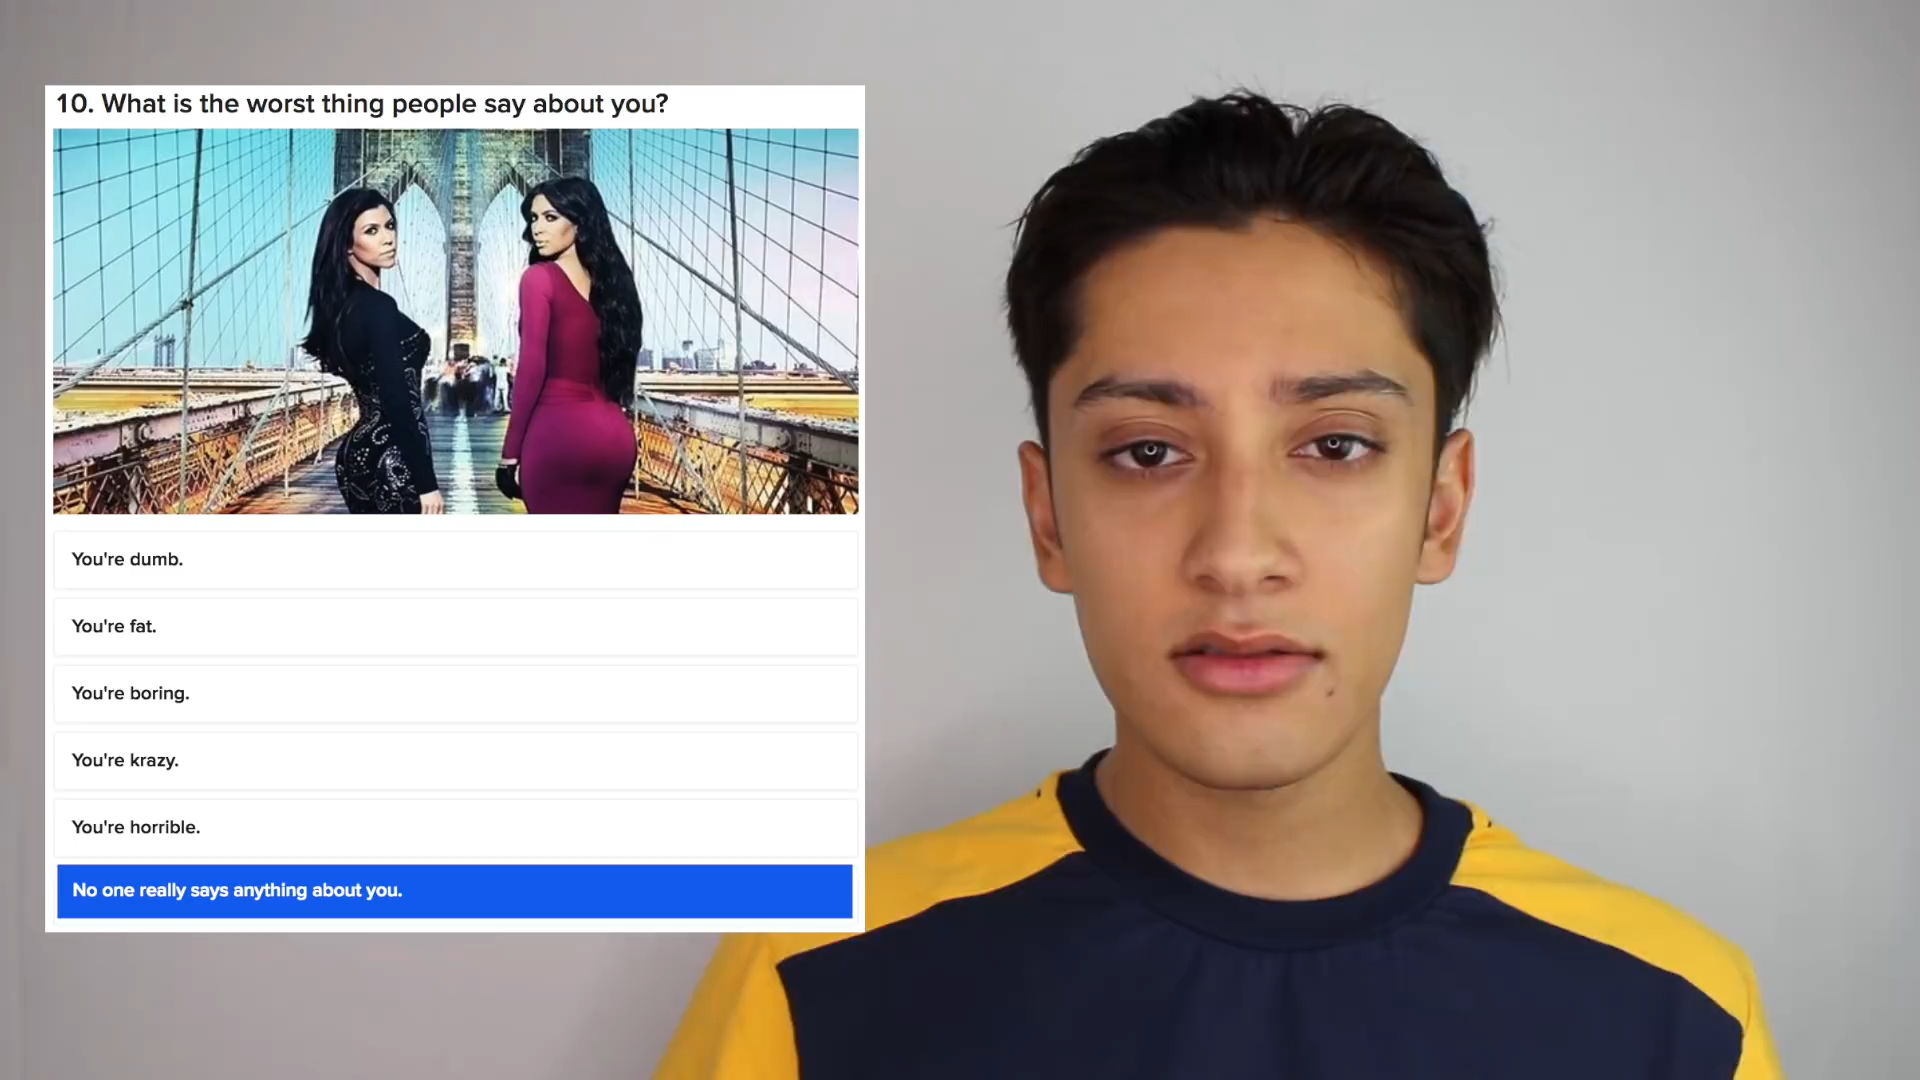 10. What is the worst thing people say about you?
You're dumb.
You're fat.
You're boring.
You're krazy.
You're horrible.
No one really says anything about you.